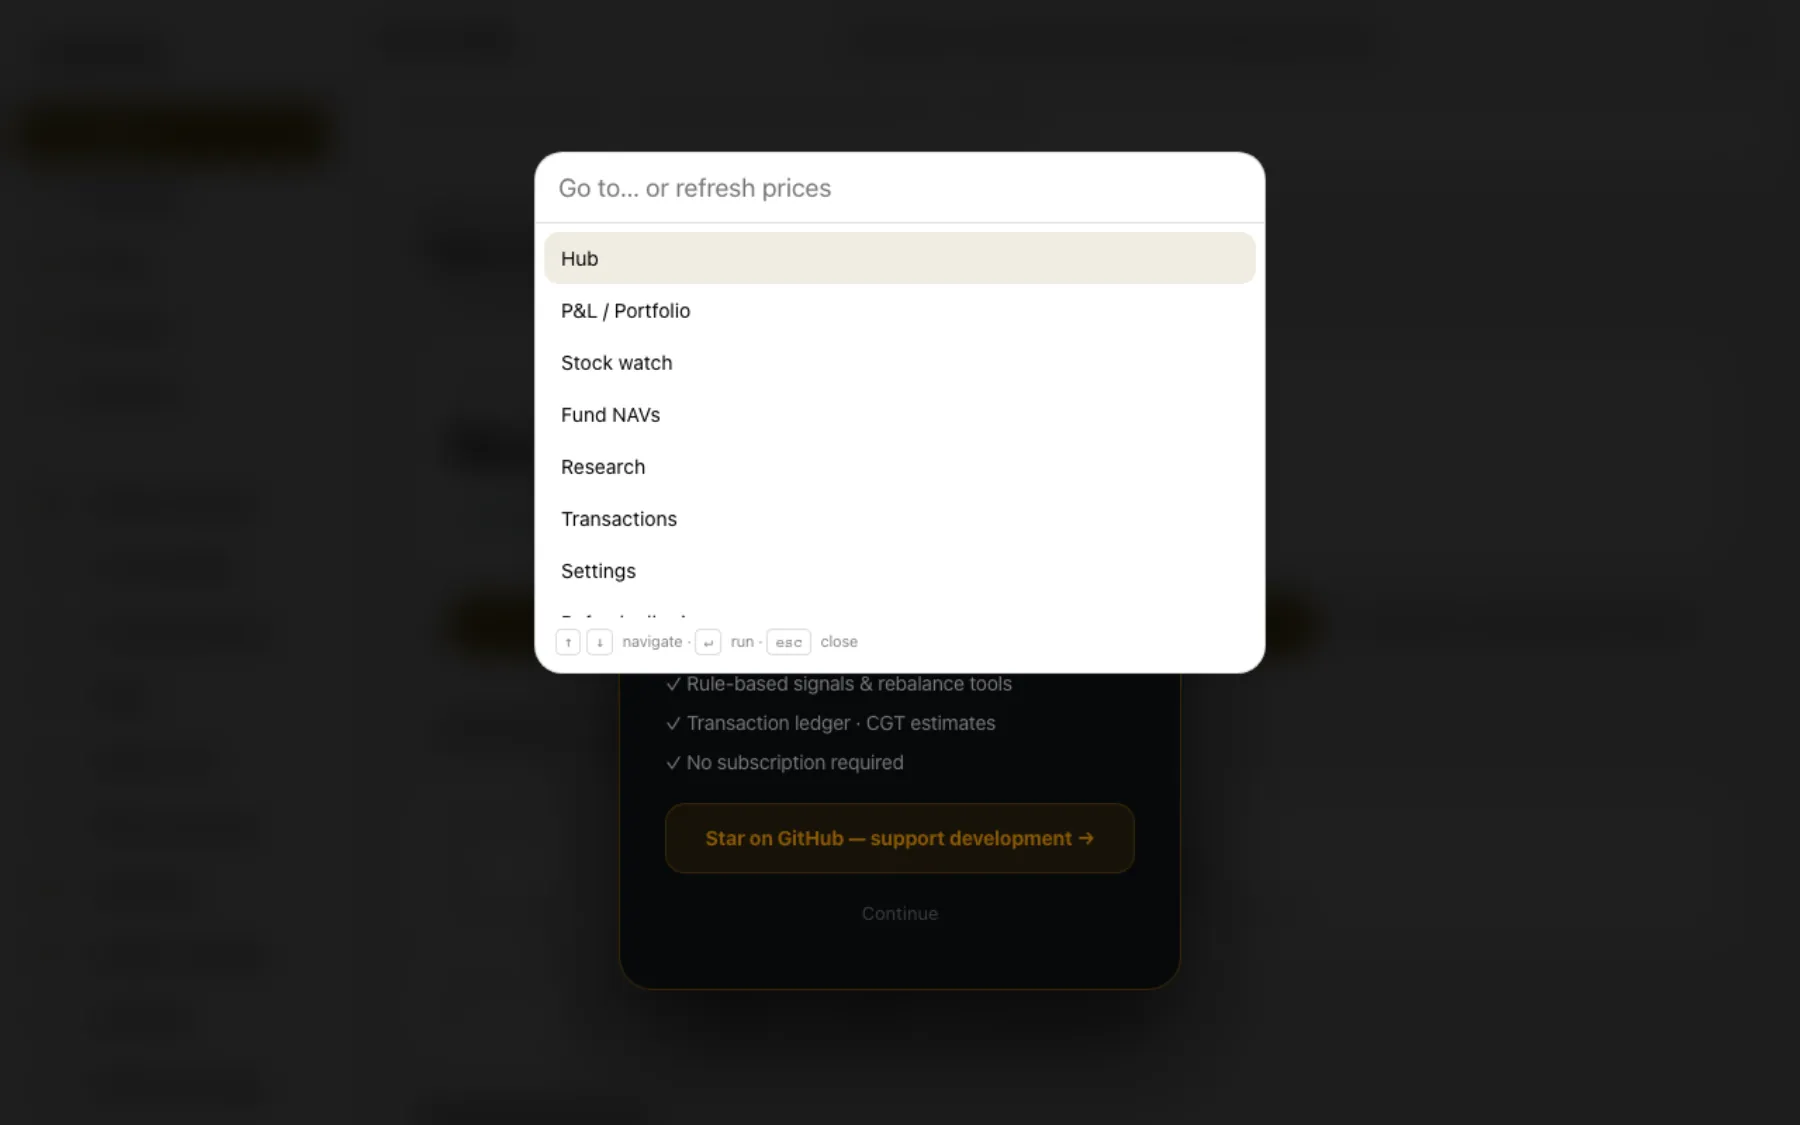 Go to... or refresh prices
Hub
P&L / Portfolio
Stock watch
Fund NAVs
Research
Transactions
Settings
↑ ↓ navigate · ↵ run · esc close
✓ Rule-based signals & rebalance tools
✓ Transaction ledger · CGT estimates
✓ No subscription required
Star on GitHub — support development →
Continue